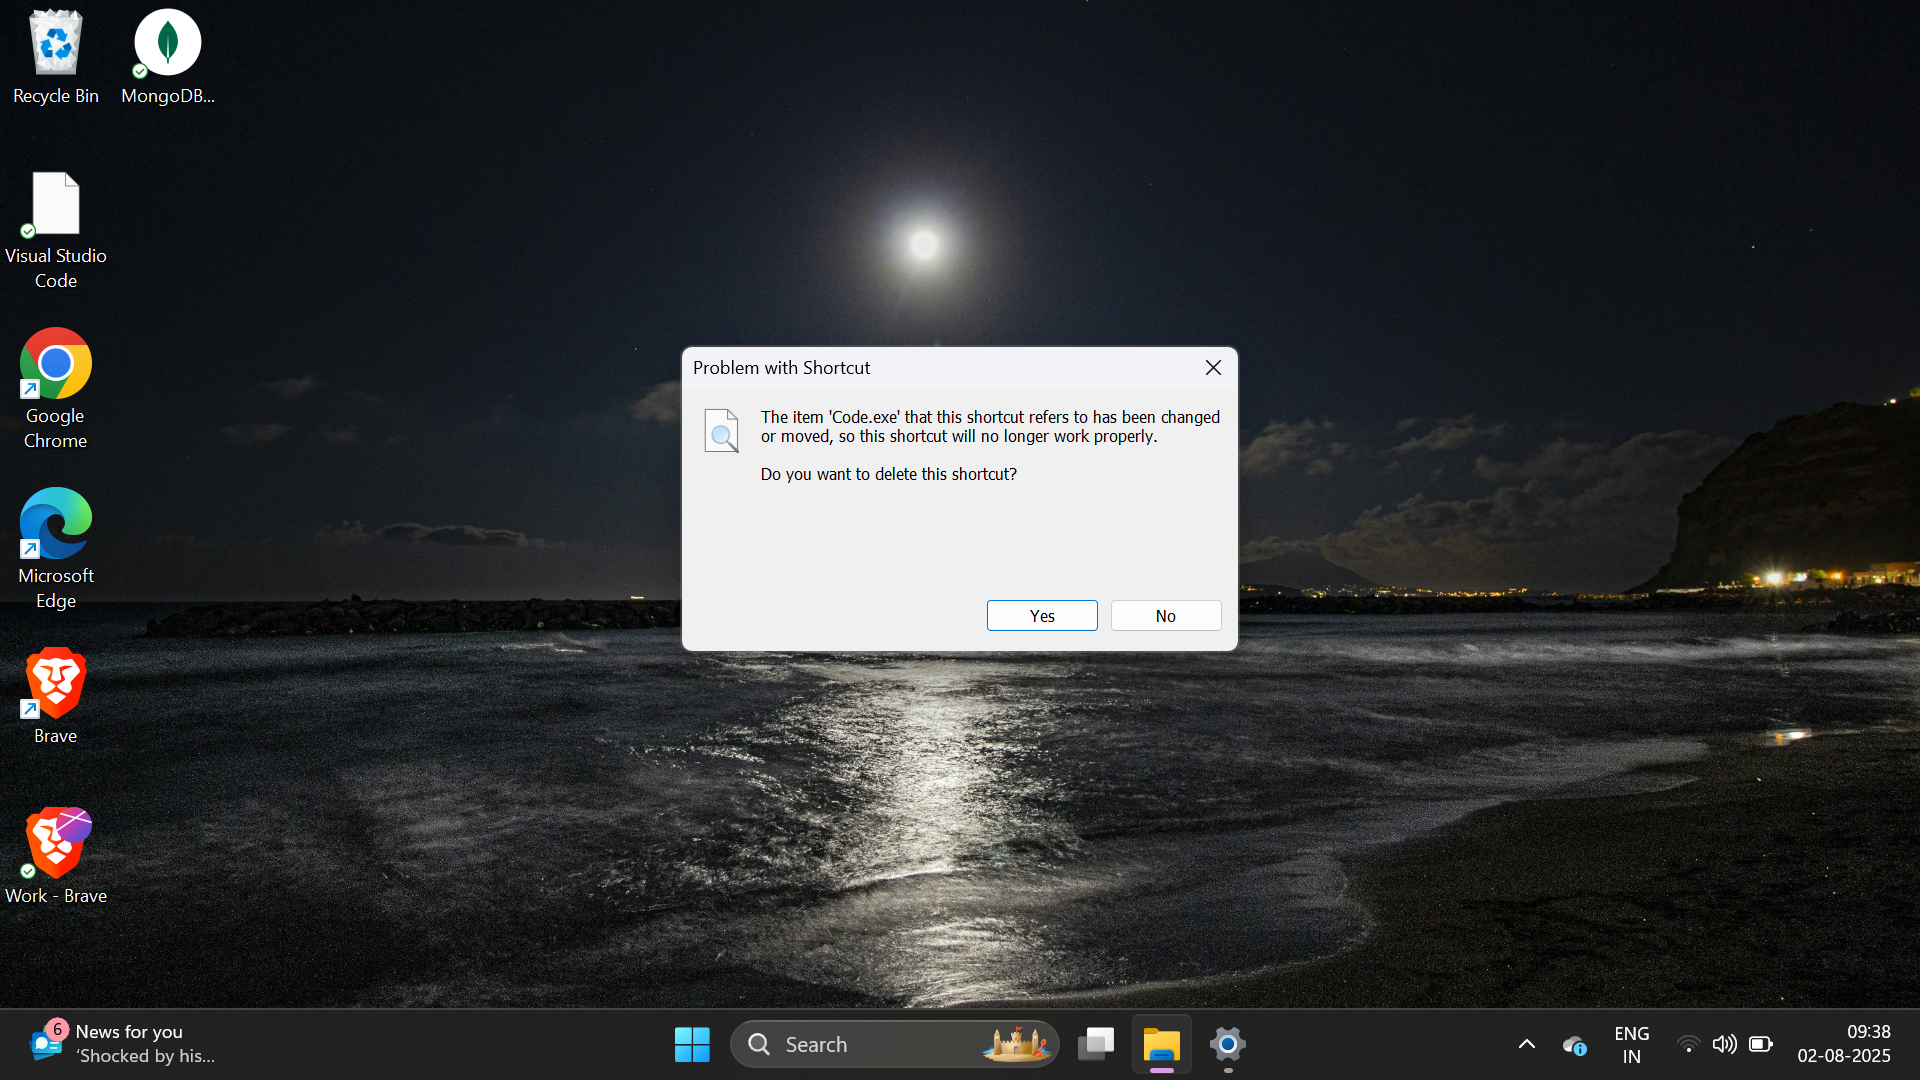 Recycle Bin
MongoDB...
Visual Studio
Code
Google
Chrome
Microsoft
Edge
Brave
Work - Brave
Problem with Shortcut
The item 'Code.exe' that this shortcut refers to has been changed
or moved, so this shortcut will no longer work properly.
Do you want to delete this shortcut?
Yes
No
6
News for you
‘Shocked by his...
Search
ENG
IN
09:38
02-08-2025